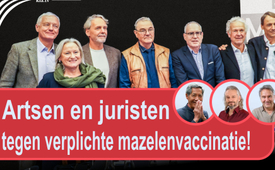 Artsen en juristen
tegen verplichte mazelenvaccinatie!